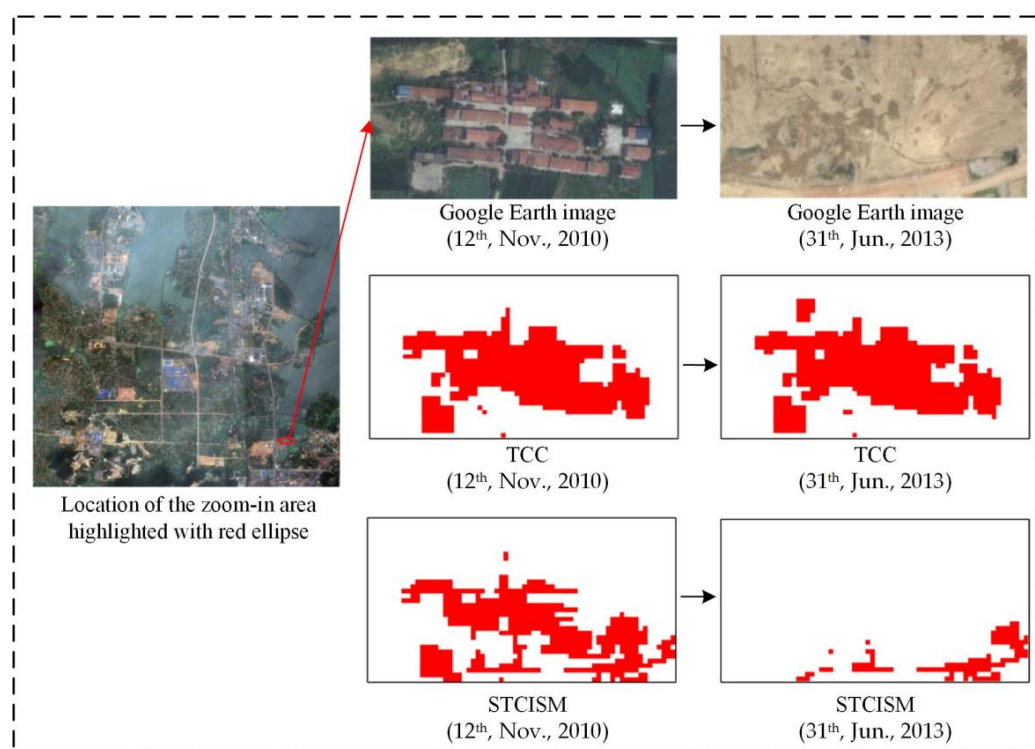 Google Earth image
(12th, Nov., 2010)
Google Earth image
(31th, Jun., 2013)
TCC
(12th, Nov., 2010)
TCC
(31th, Jun., 2013)
Location of the zoom-in area
highlighted with red ellipse
STCISM
(12th, Nov., 2010)
STCISM
(31th, Jun., 2013)